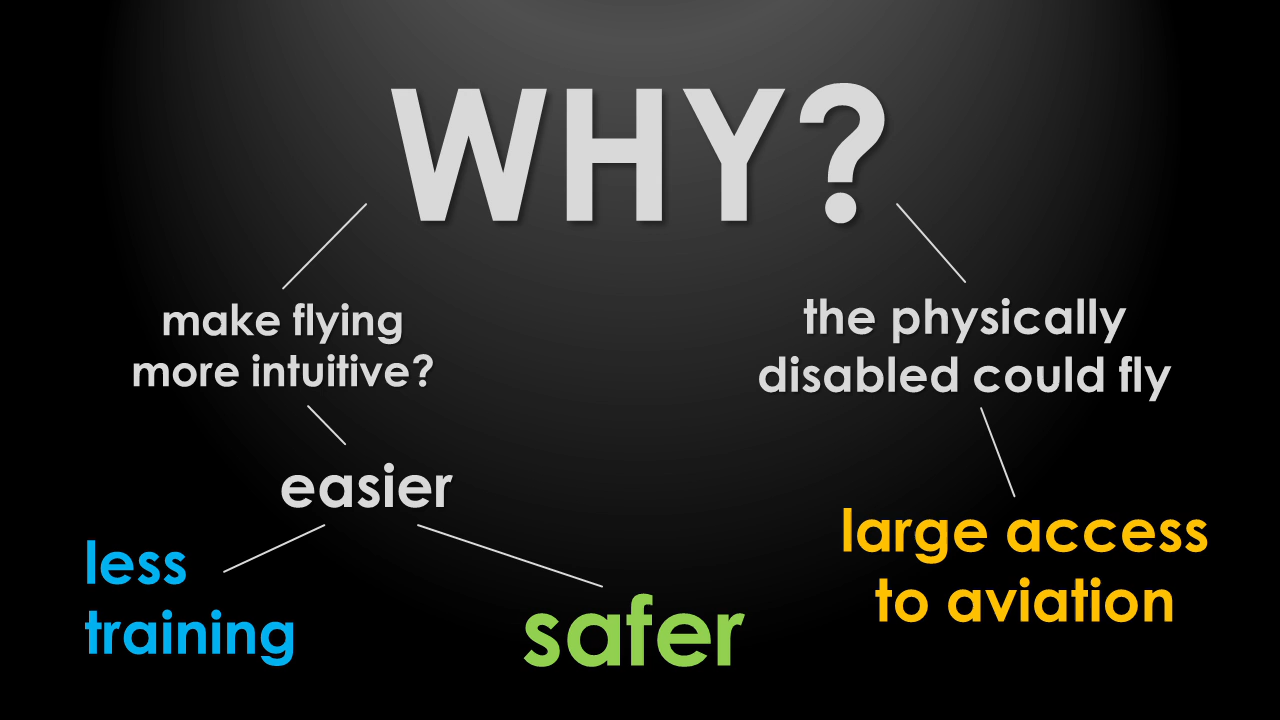 WHY?
make flying
more intuitive?
the physically
disabled could fly
easier
less
training
safer
large access
to aviation